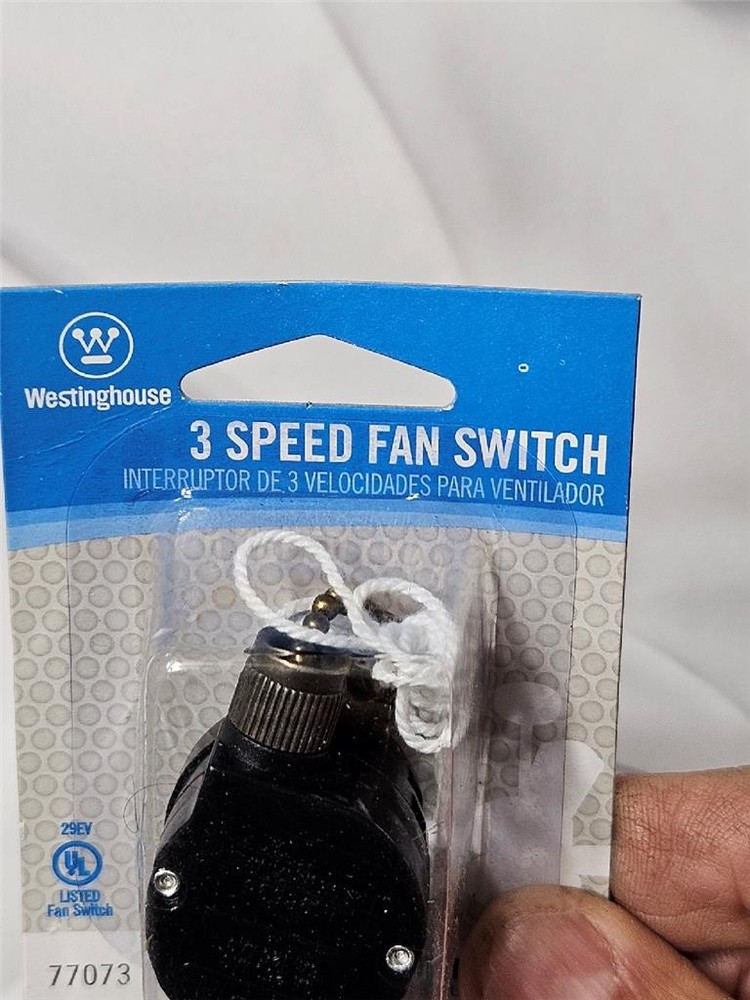 Westinghouse
3 SPEED FAN SWITCH
INTERRUPTOR DE 3 VELOCIDADES PARA VENTILADOR
29EV
UL
LISTED
Fan Switch
77073